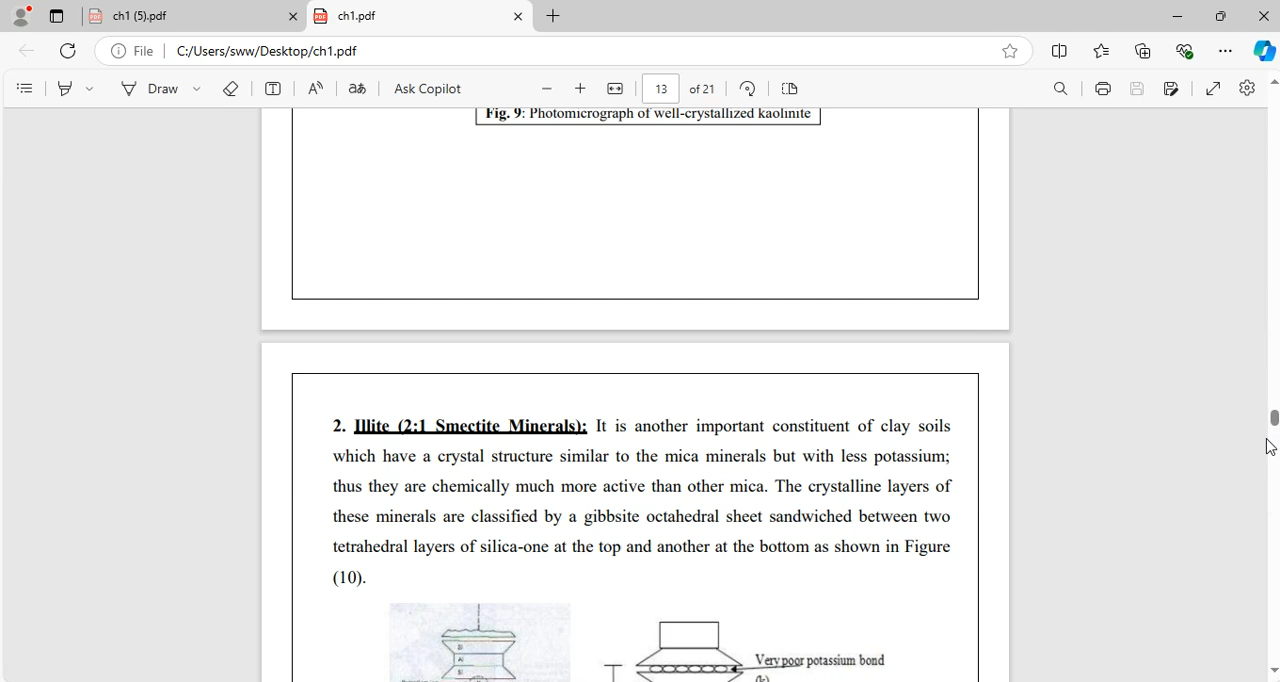 ch1 (5).pdf
ch1.pdf
File
C:/Users/sww/Desktop/ch1.pdf
Draw
Ask Copilot
13 of 21
Fig. 9: Photomicrograph of well-crystallized kaolinite
2. Illite (2:1 Smectite Minerals): It is another important constituent of clay soils
which have a crystal structure similar to the mica minerals but with less potassium;
thus they are chemically much more active than other mica. The crystalline layers of
these minerals are classified by a gibbsite octahedral sheet sandwiched between two
tetrahedral layers of silica-one at the top and another at the bottom as shown in Figure
(10).
Si
Al
Si
Very poor potassium bond